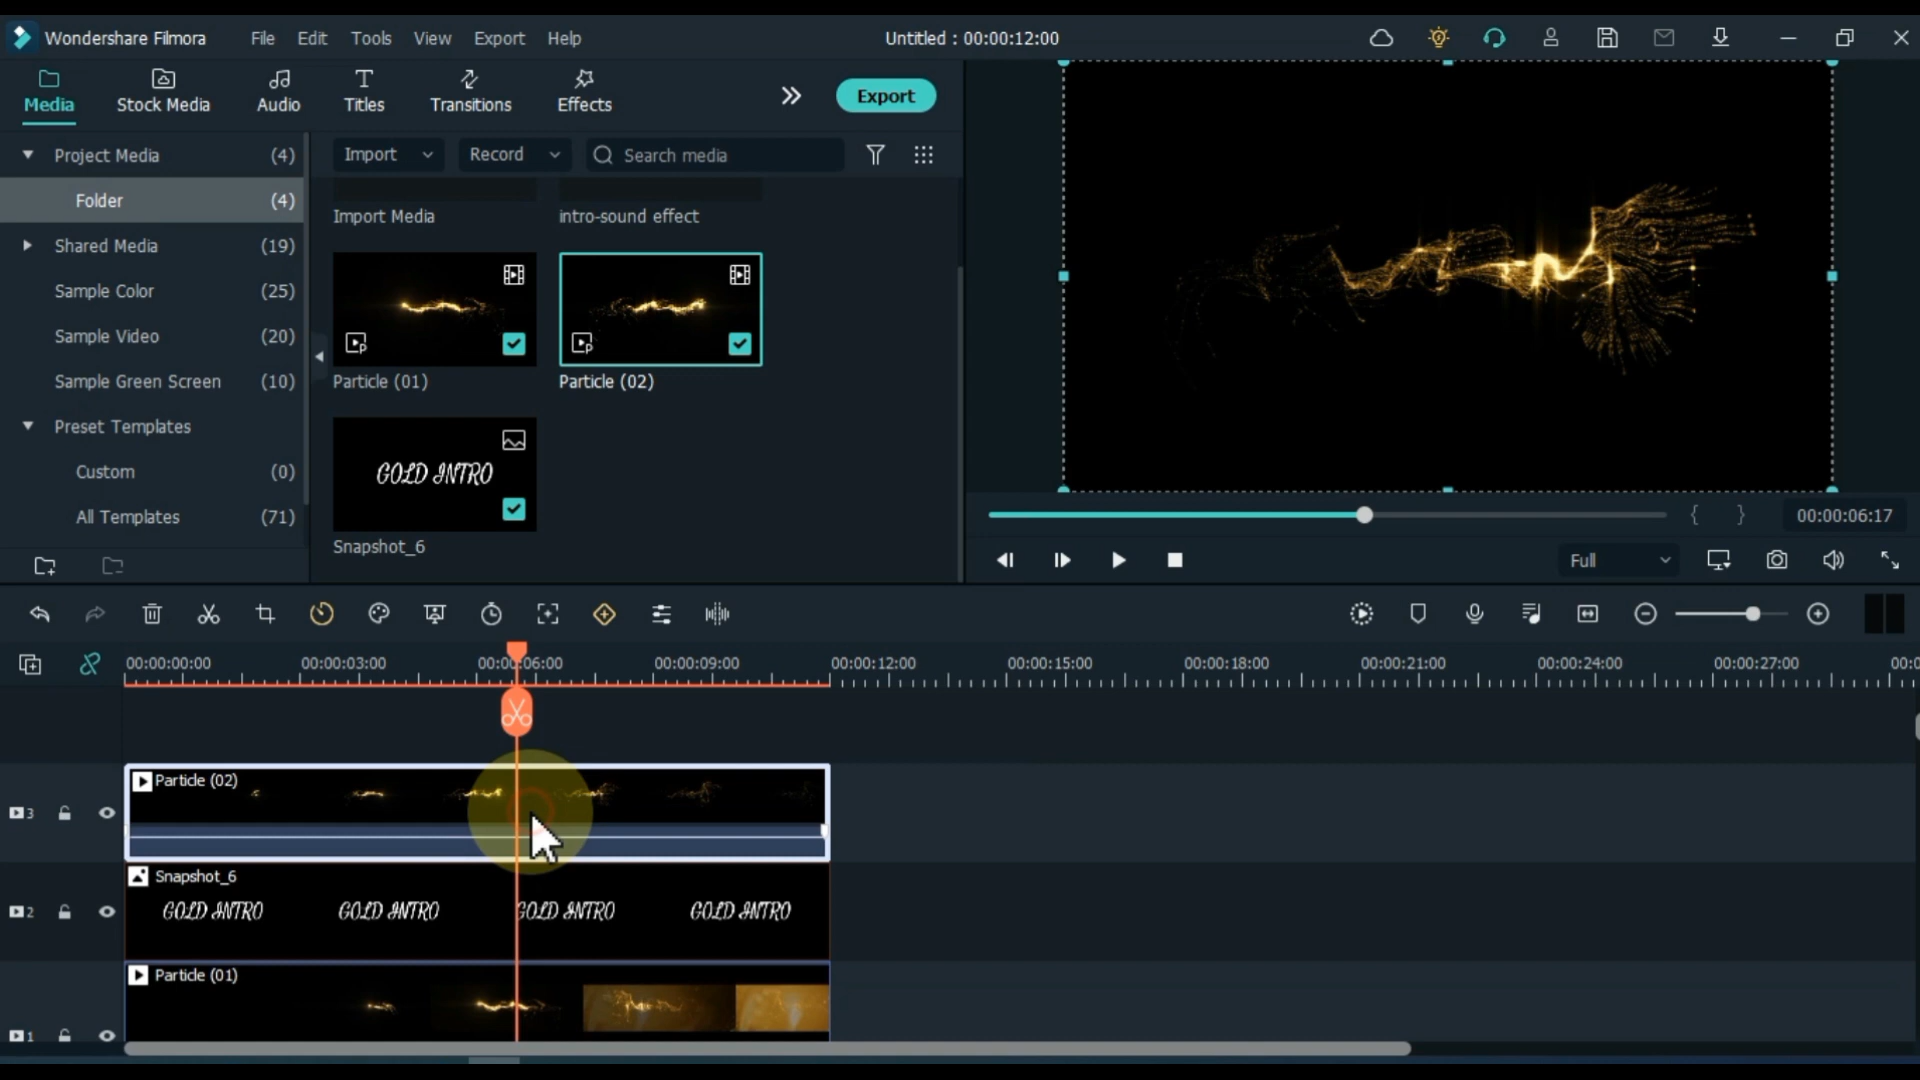 Wondershare Filmora File Edit Tools View Export Help Untitled : 00:00:12:00
Media Stock Media Audio Titles Transitions Effects Export
Project Media (4)
Folder (4)
Shared Media (19)
Sample Color (25)
Sample Video (20)
Sample Green Screen (10)
Preset Templates
Custom (0)
All Templates (71)
Import Record Search media
Import Media intro-sound effect
Particle (01) Particle (02)
GOLD INTRO
Snapshot_6
00:00:06:17
Full
00:00:00:00 00:00:03:00 00:00:06:00 00:00:09:00 00:00:12:00 00:00:15:00 00:00:18:00 00:00:21:00 00:00:24:00 00:00:27:00 00:0
3 Particle (02)
Snapshot_6
2 GOLD INTRO GOLD INTRO GOLD INTRO GOLD INTRO
Particle (01)
1